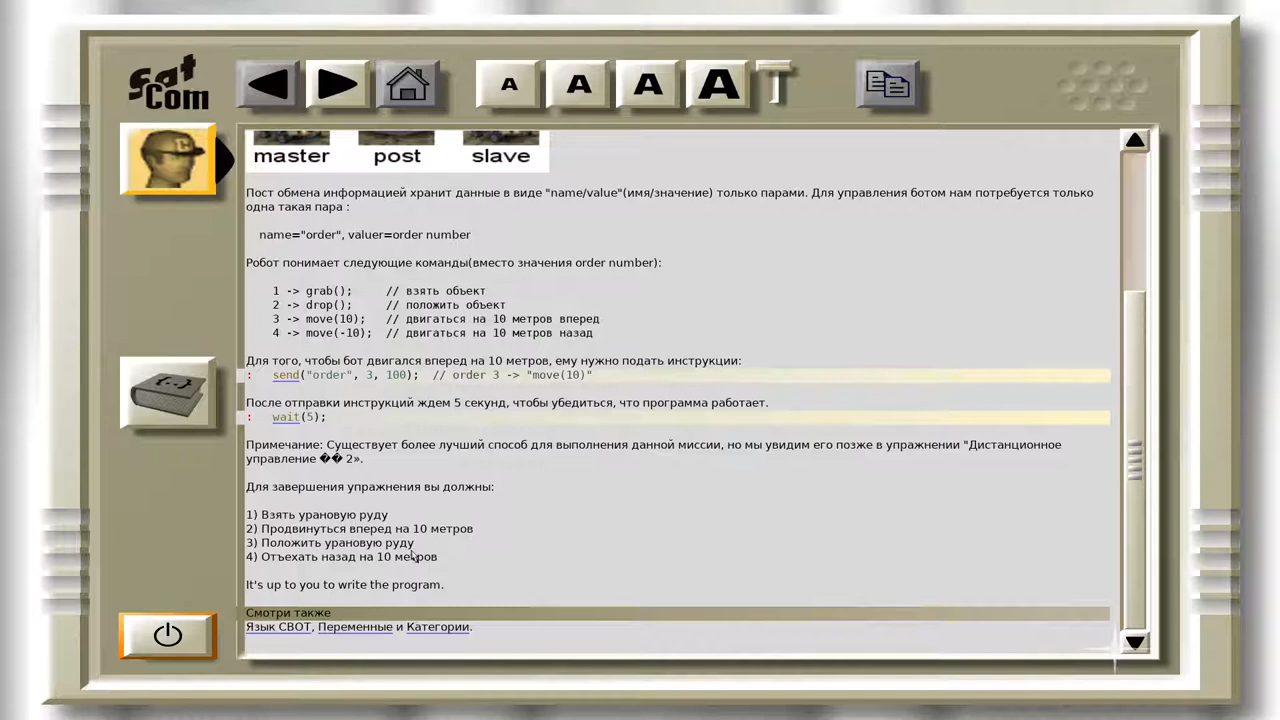 Sat
Com
A A A A
master post slave
Пост обмена информацией хранит данные в виде "name/value"(имя/значение) только парами. Для управления ботом нам потребуется только
одна такая пара :
name="order", valuer=order number
Робот понимает следующие команды(вместо значения order number):
1 -> grab(); // взять объект
2 -> drop(); // положить объект
3 -> move(10); // двигаться на 10 метров вперед
4 -> move(-10); // двигаться на 10 метров назад
Для того, чтобы бот двигался вперед на 10 метров, ему нужно подать инструкции:
: send("order", 3, 100); // order 3 -> "move(10)"
После отправки инструкций ждем 5 секунд, чтобы убедиться, что программа работает.
: wait(5);
Примечание: Существует более лучший способ для выполнения данной миссии, но мы увидим его позже в упражнении "Дистанционное
управление �� 2».
Для завершения упражнения вы должны:
1) Взять урановую руду
2) Продвинуться вперед на 10 метров
3) Положить урановую руду
4) Отъехать назад на 10 метров
It's up to you to write the program.
Смотри также
Язык CBOT, Переменные и Категории.